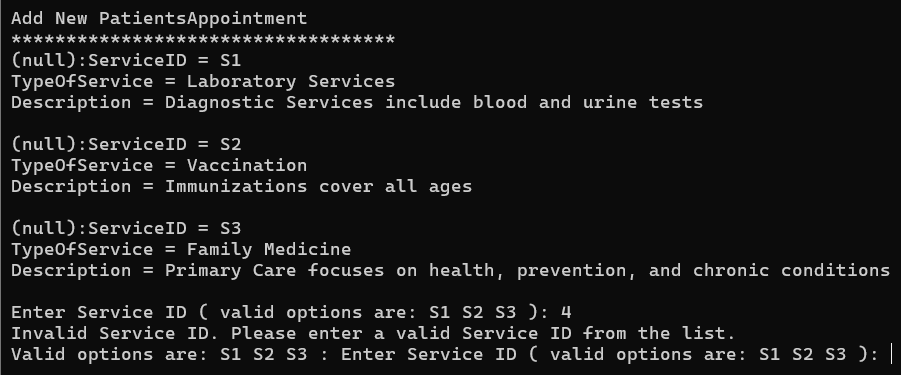 Add New PatientsAppointment
***********************************
(null):ServiceID = S1
TypeOfService = Laboratory Services
Description = Diagnostic Services include blood and urine tests
(null):ServiceID = S2
TypeOfService = Vaccination
Description = Immunizations cover all ages
(null):ServiceID = S3
TypeOfService = Family Medicine
Description = Primary Care focuses on health, prevention, and chronic conditions
Enter Service ID ( valid options are: S1 S2 S3 ): 4
Invalid Service ID. Please enter a valid Service ID from the list.
Valid options are: S1 S2 S3 : Enter Service ID ( valid options are: S1 S2 S3 ):